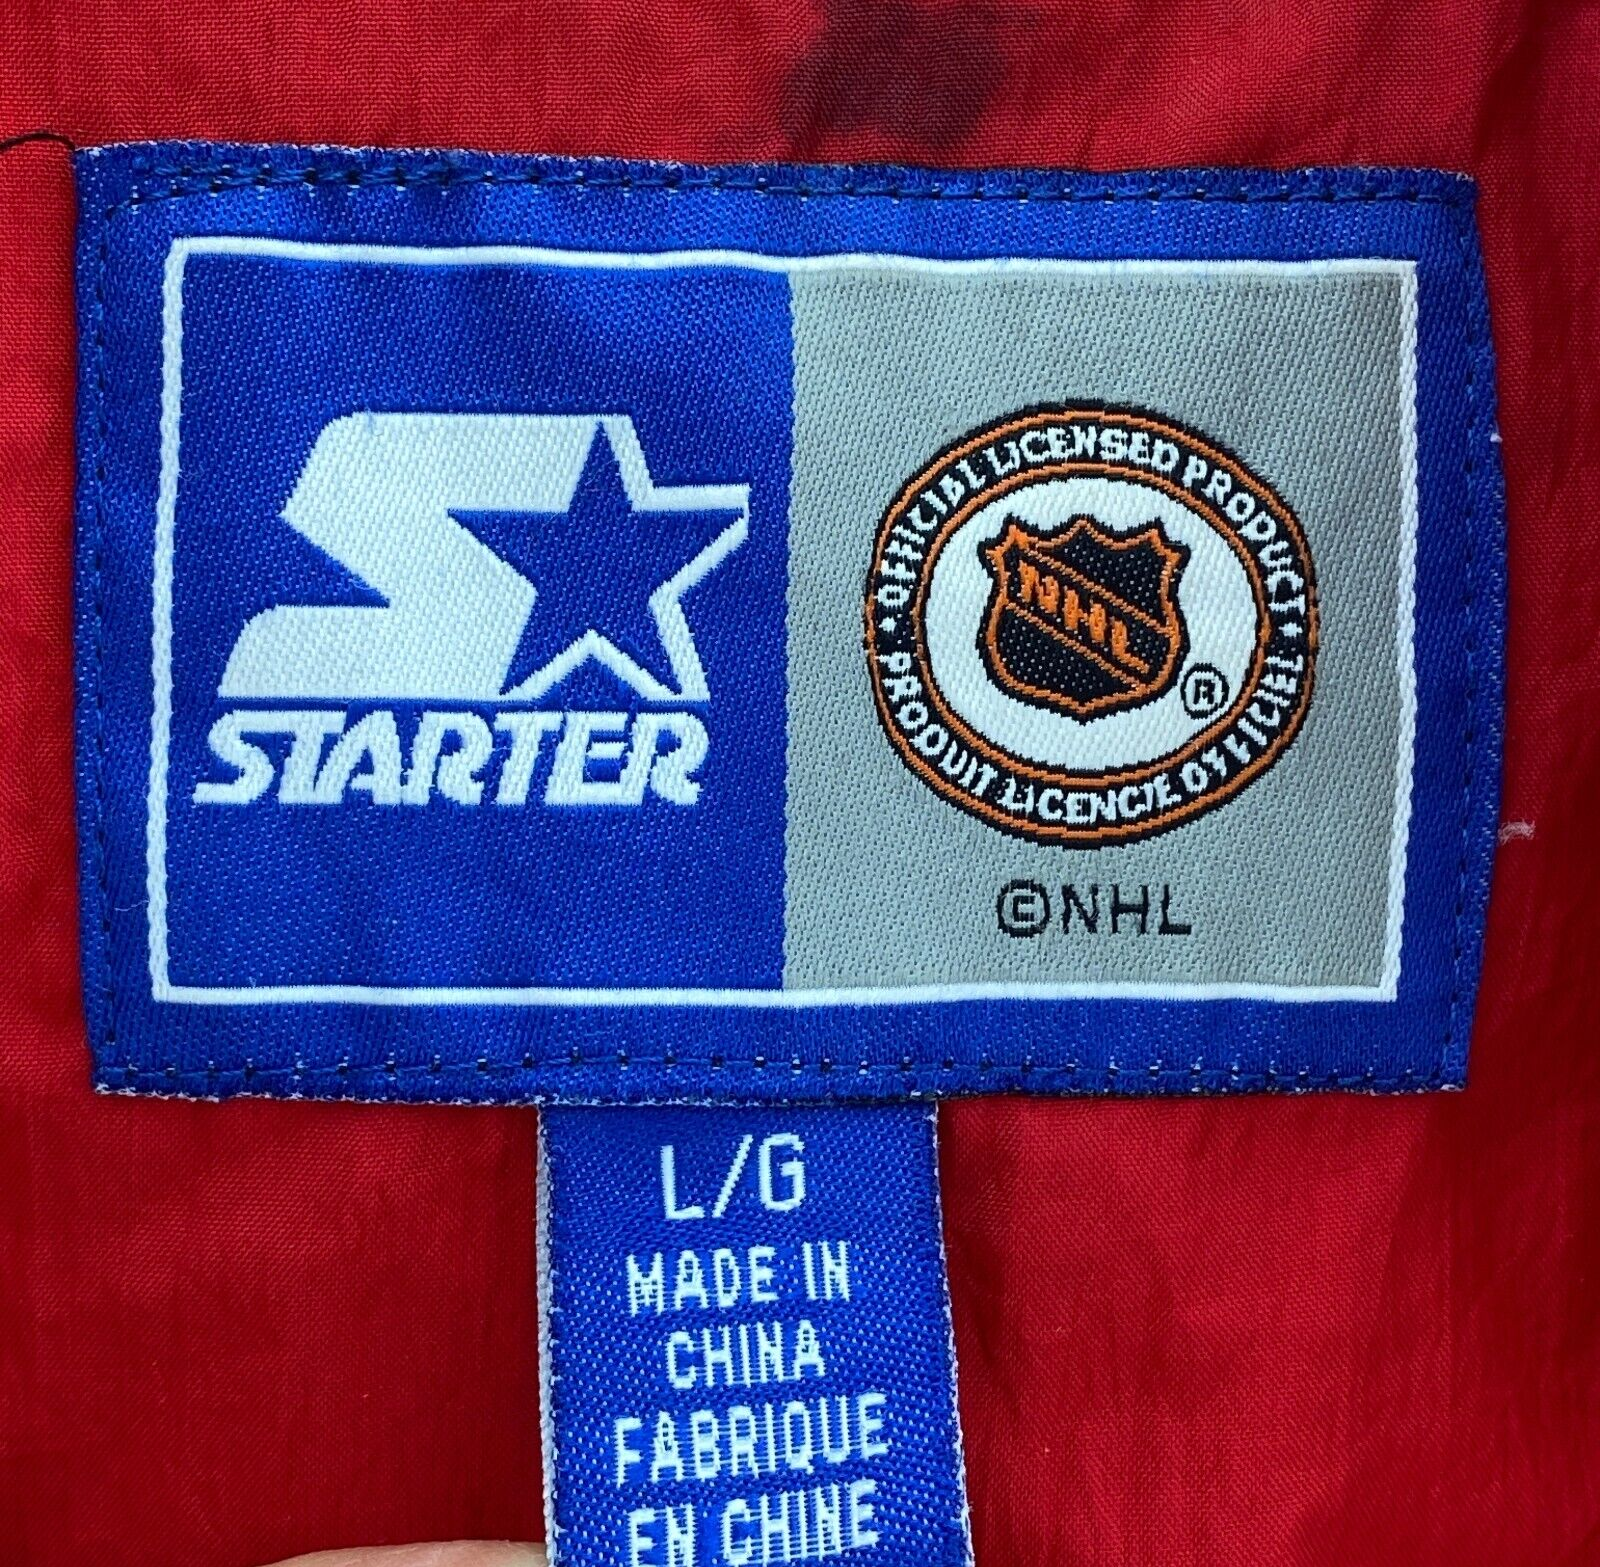 STARTER
OFFICIAL LICENSED PRODUCT
NHL
®
• PRODUIT LICENCIE OFFICIEL •
©NHL
L/G
MADE IN
CHINA
FABRIQUE
EN CHINE